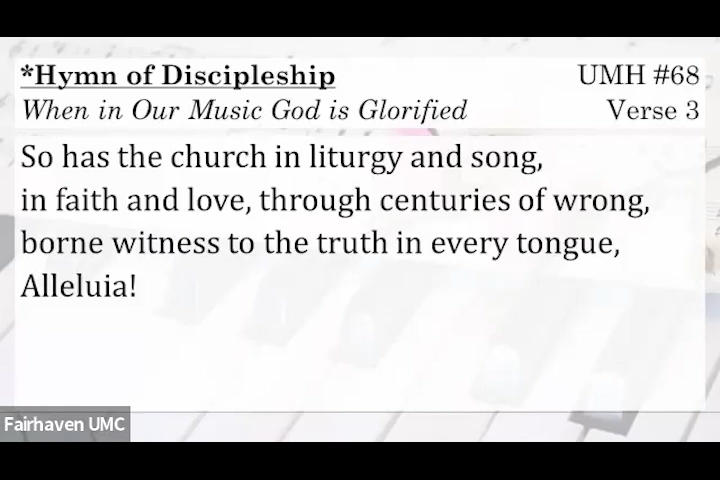 *Hymn of Discipleship UMH #68
When in Our Music God is Glorified Verse 3
So has the church in liturgy and song,
in faith and love, through centuries of wrong,
borne witness to the truth in every tongue,
Alleluia!
Fairhaven UMC